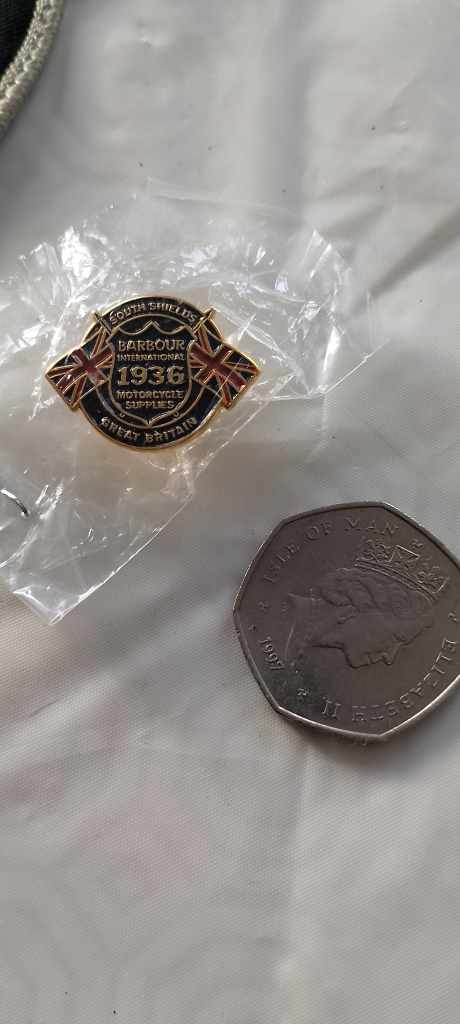 SOUTH SHIELDS
BARBOUR
INTERNATIONAL
1936
MOTORCYCLE
SUPPLIES
GREAT BRITAIN
ISLE OF MAN
ELIZABETH II
1997